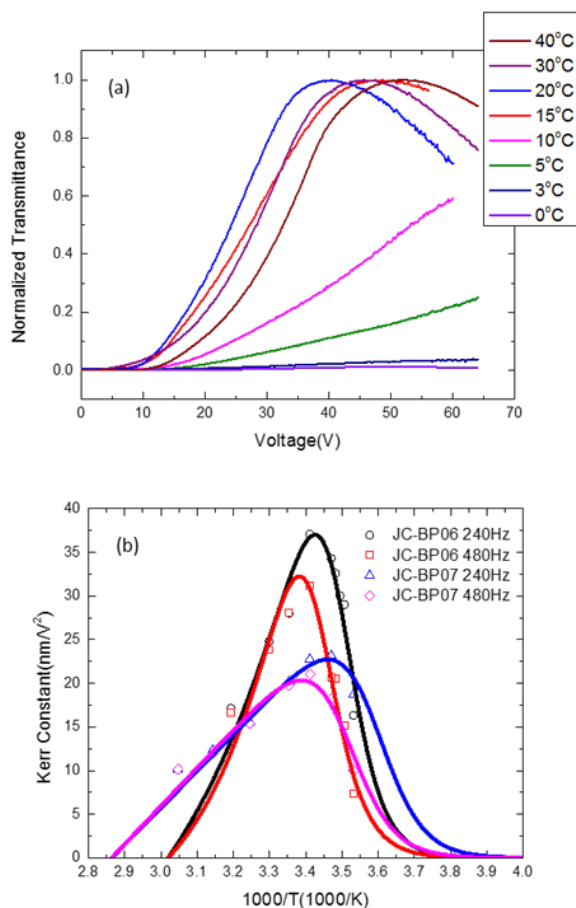 (a)
40°C
30°C
20°C
15°C
10°C
5°C
3°C
0°C
Normalized Transmittance
1.0
0.8
0.6
0.4
0.2
0.0
0 10 20 30 40 50 60 70
Voltage(V)
(b)
JC-BP06 240Hz
JC-BP06 480Hz
JC-BP07 240Hz
JC-BP07 480Hz
Kerr Constant(nm/V²)
40
35
30
25
20
15
10
5
0
2.8 2.9 3.0 3.1 3.2 3.3 3.4 3.5 3.6 3.7 3.8 3.9 4.0
1000/T(1000/K)